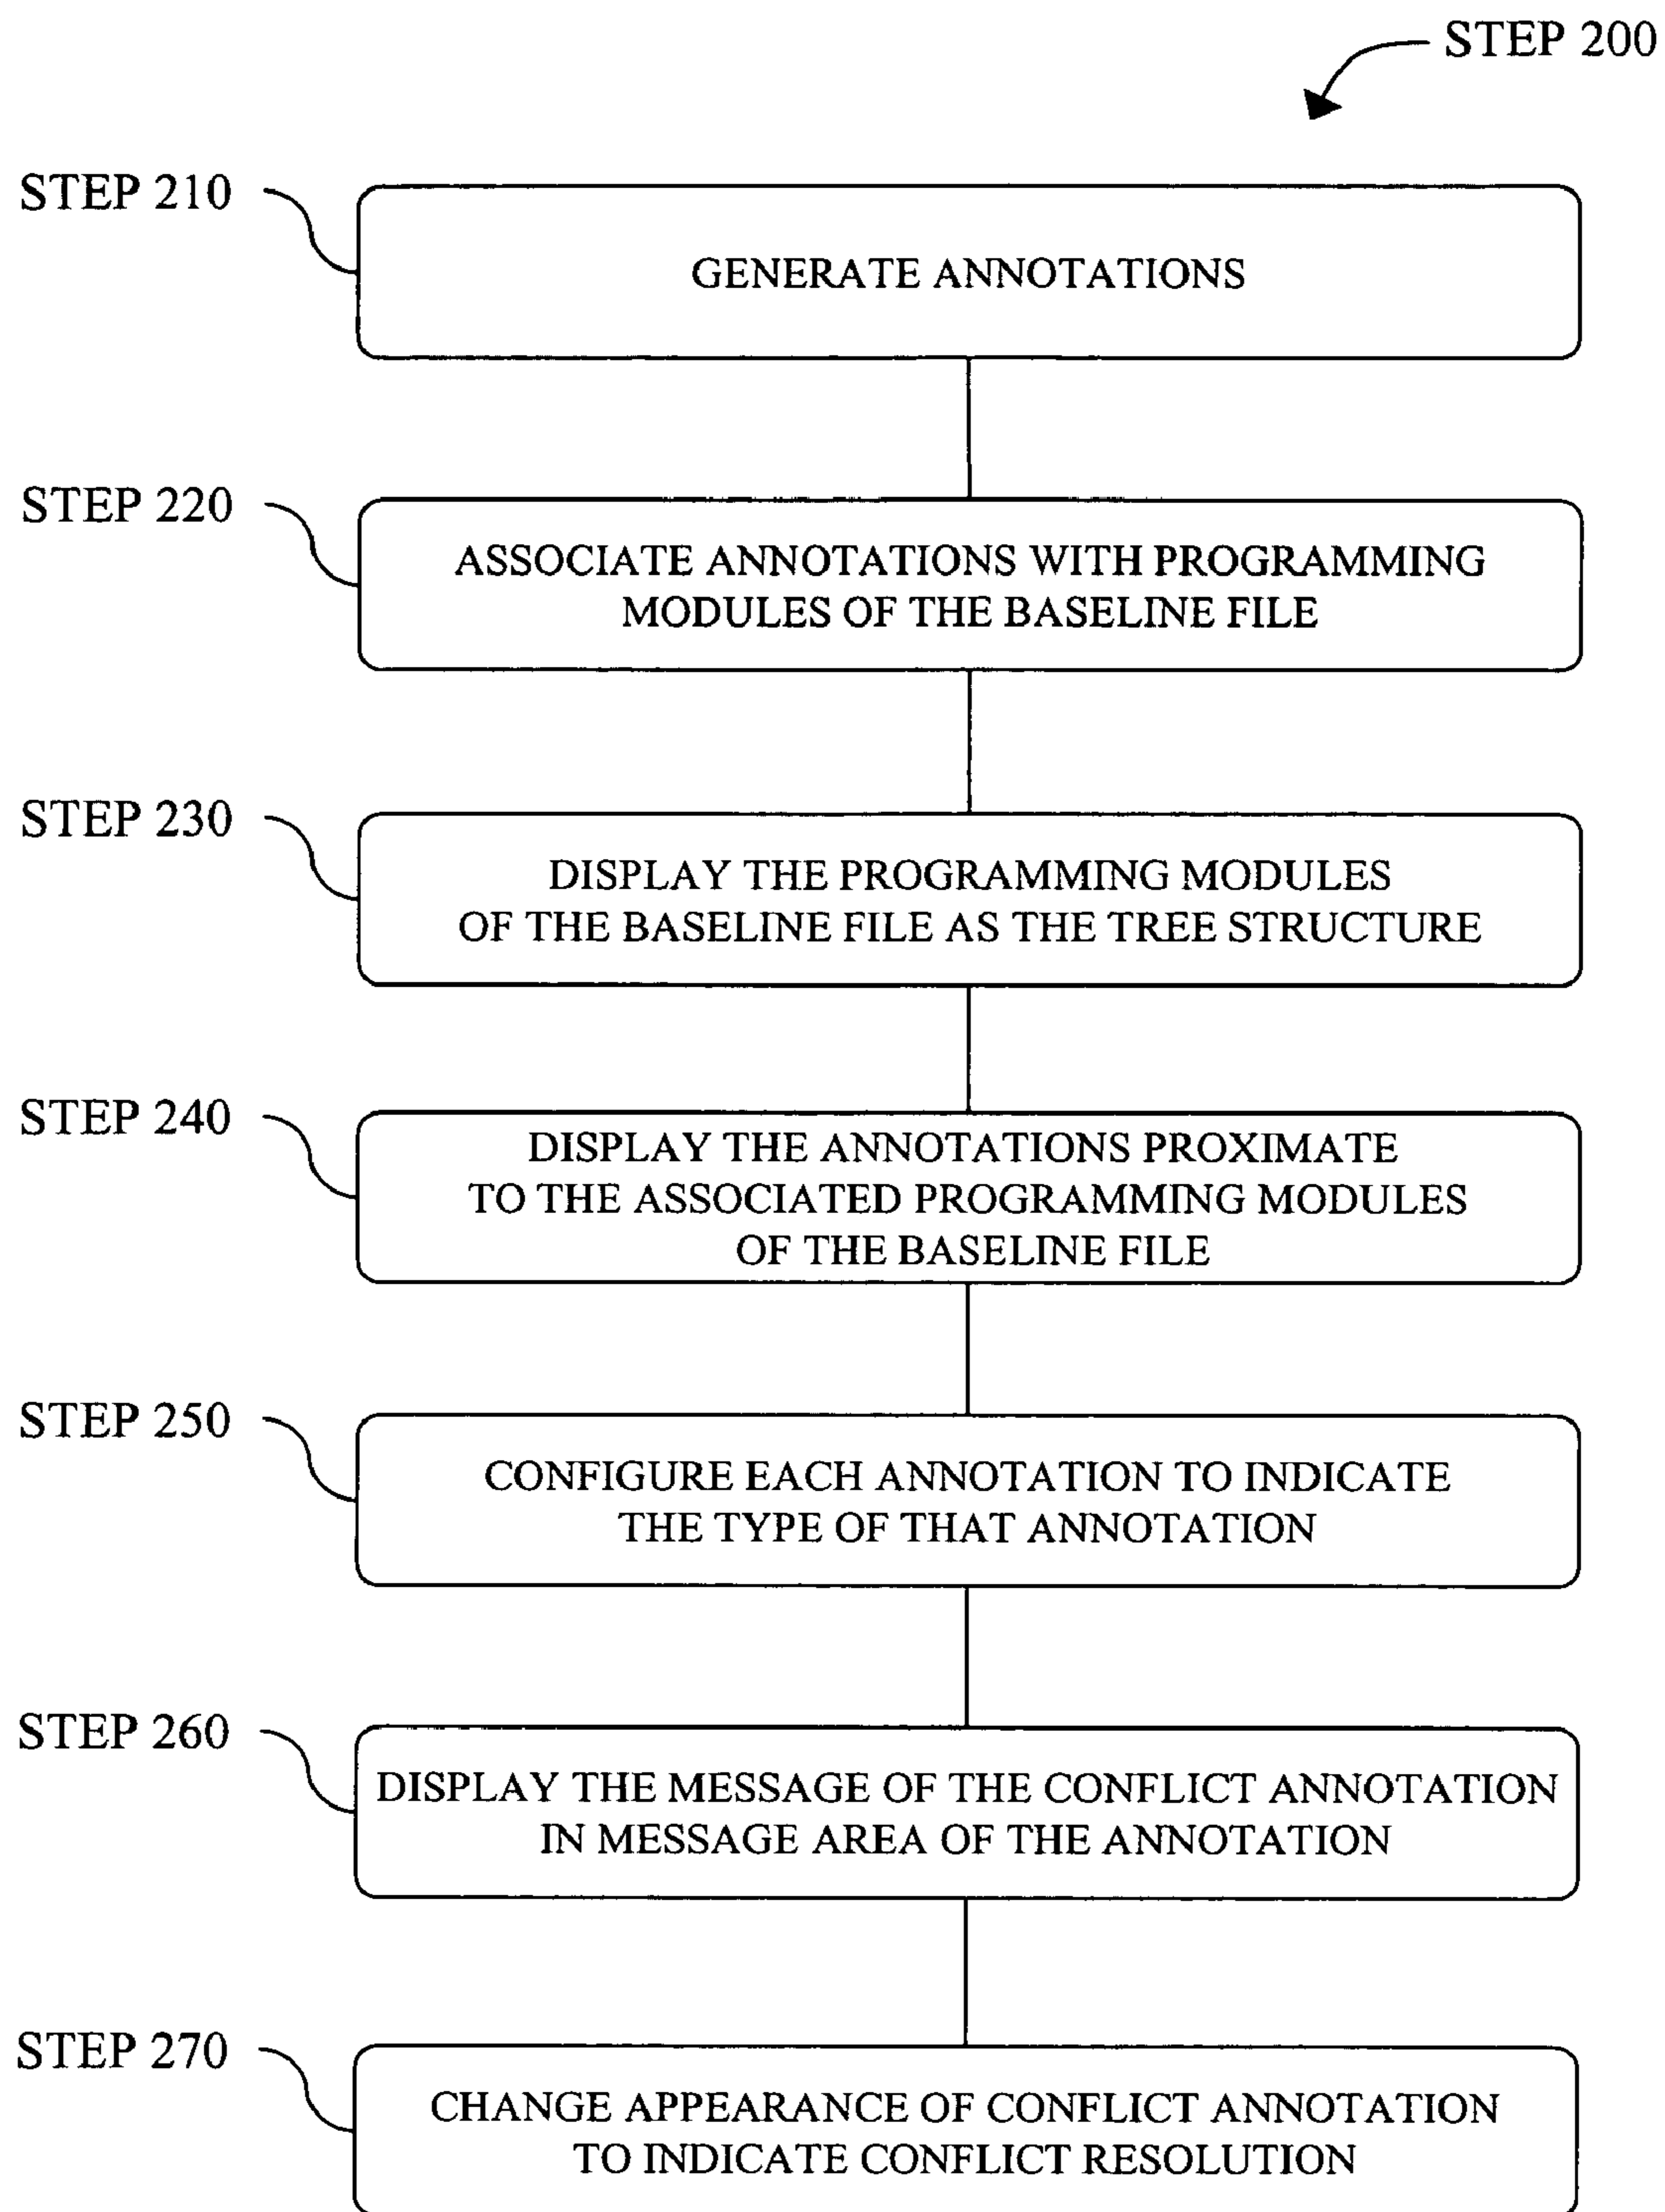 STEP 200
STEP 210
GENERATE ANNOTATIONS
STEP 220
ASSOCIATE ANNOTATIONS WITH PROGRAMMING
MODULES OF THE BASELINE FILE
STEP 230
DISPLAY THE PROGRAMMING MODULES
OF THE BASELINE FILE AS THE TREE STRUCTURE
STEP 240
DISPLAY THE ANNOTATIONS PROXIMATE
TO THE ASSOCIATED PROGRAMMING MODULES
OF THE BASELINE FILE
STEP 250
CONFIGURE EACH ANNOTATION TO INDICATE
THE TYPE OF THAT ANNOTATION
STEP 260
DISPLAY THE MESSAGE OF THE CONFLICT ANNOTATION
IN MESSAGE AREA OF THE ANNOTATION
STEP 270
CHANGE APPEARANCE OF CONFLICT ANNOTATION
TO INDICATE CONFLICT RESOLUTION